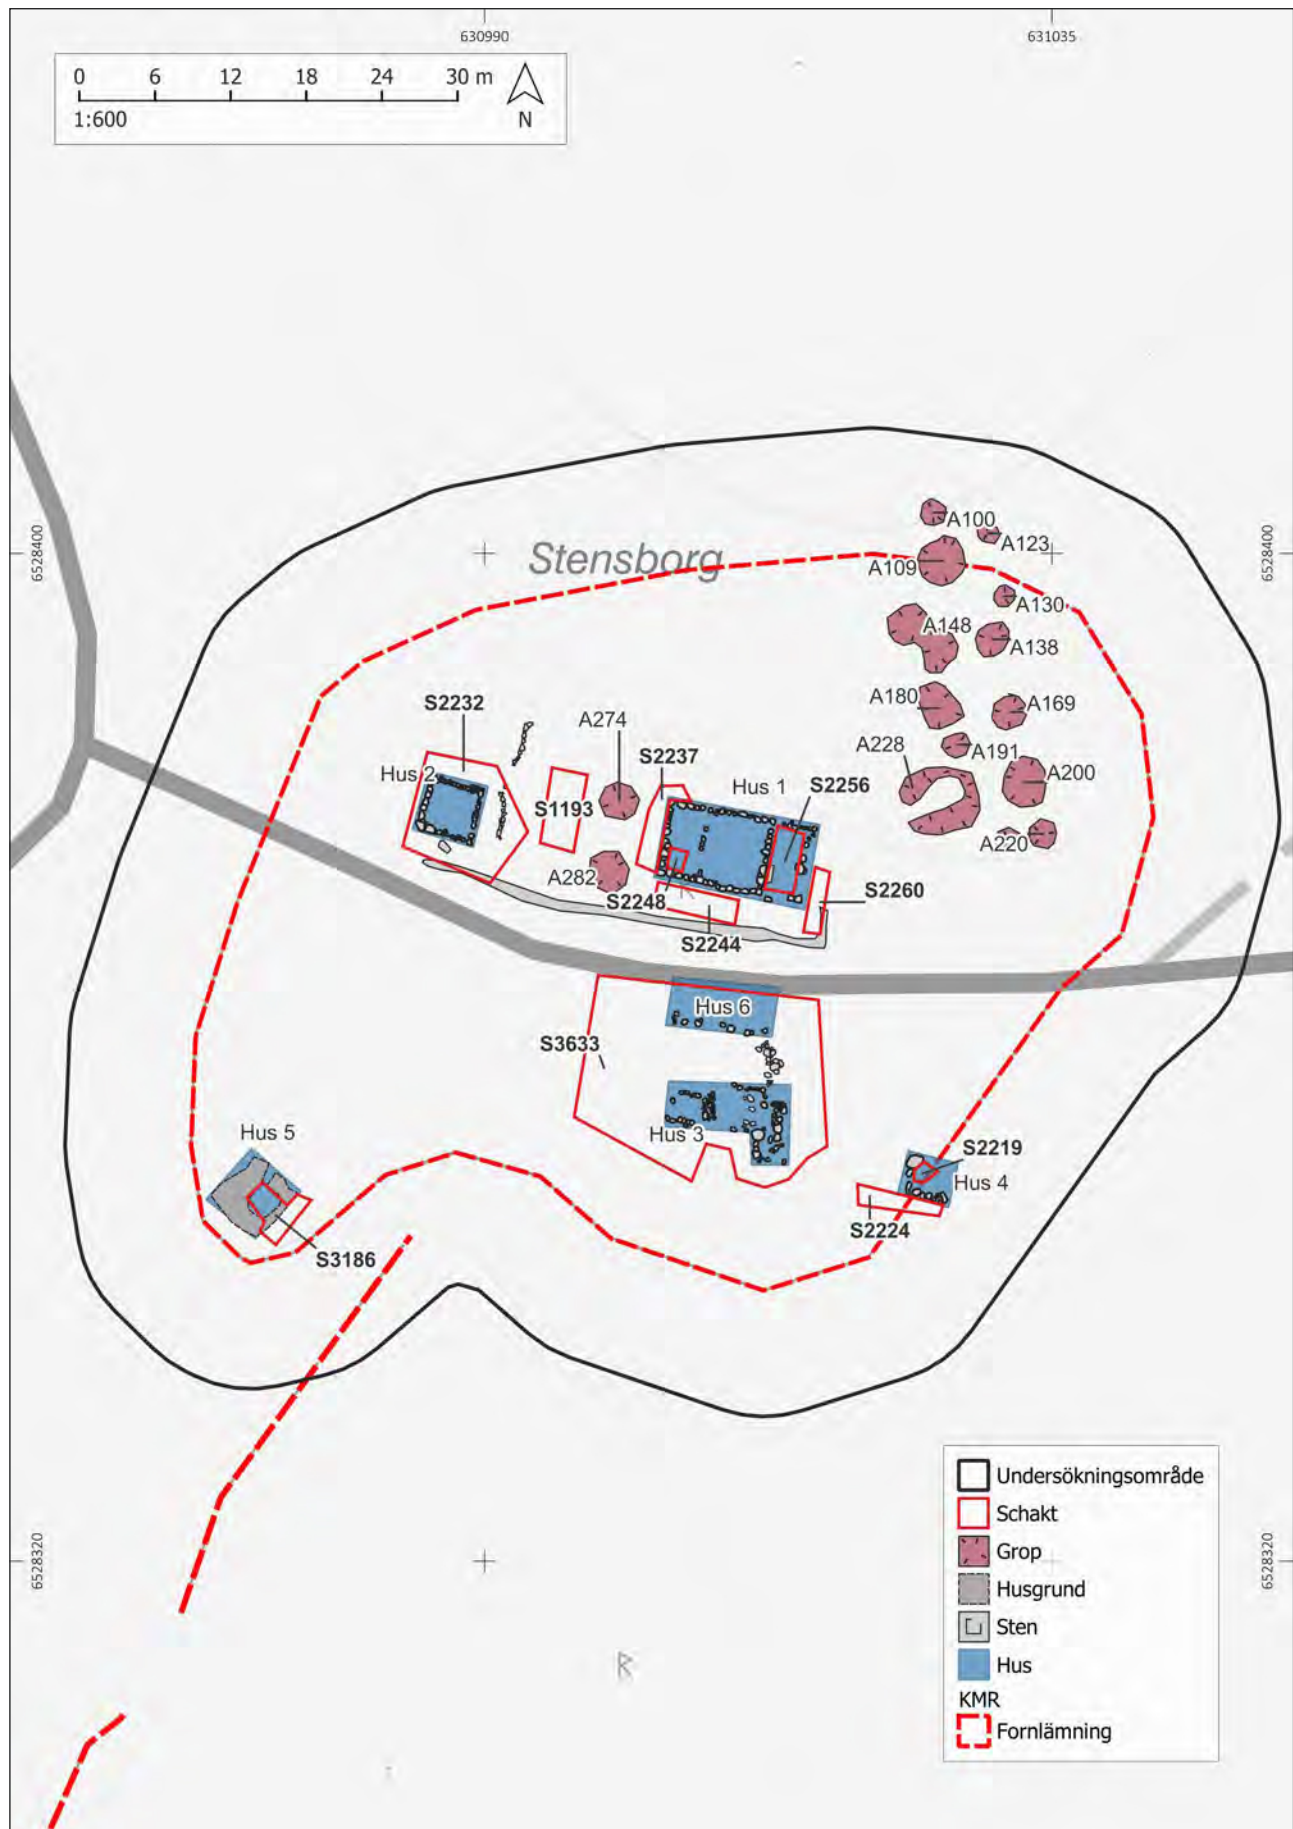 630990
631035
0 6 12 18 24 30 m
1:600
N
6528400
6528400
Stensborg
A100
A123
A109
A130
A148
A138
A180
A169
A191
A228
A200
A220
S2232
A274
S2237
Hus 2
Hus 1
S2256
S1193
A282
S2248
S2260
R
S2244
Hus 6
S3633
Hus 3
Hus 5
S2219
Hus 4
S2224
S3186
6528320
6528320
Undersökningsområde
Schakt
Grop
Husgrund
Sten
Hus
KMR
Fornlämning
ᚱ